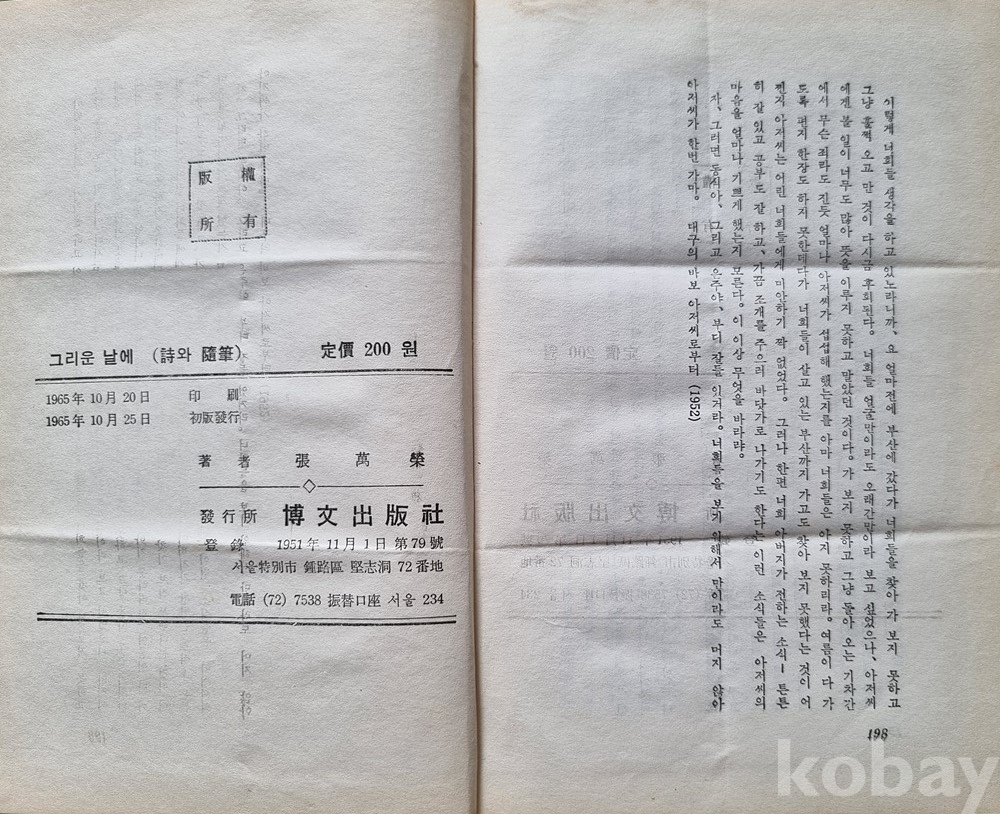 이렇게 너희들 생각을 하고 있노라니까, 요 얼마전에 부산에 갔다가 너희들을 찾아 가 보지 못하고
그냥 훌쩍 오고 만 것이 다시금 후회된다. 너희들 얼굴만이라도 오래간만이라 보고 싶었으나, 아저씨
에겐 볼 일이 너무도 많아 뜻을 이루지 못하고 말았던 것이다. 가 보지 못하고 그냥 돌아 오는 기차간
에서 무슨 죄라도 진듯 얼마나 아저씨가 섭섭해 했는지를 아마 너희들은 아지 못하리라. 여름이 다 가
도록 편지 한장도 하지 못한데다가 너희들이 살고 있는 부산까지 가고도 찾아 보지 못했다는 것이 어
쩐지 아저씨는 어린 너희들에게 미안하기 짝 없었다. 그러나 한편 너희 아버지가 전하는 소식— 튼튼
히 잘 있고 공부도 잘 하고, 가끔 조개를 주으러 바닷가로 나가기도 한다는 이런 소식들은 아저씨의
마음을 얼마나 기쁘게 했는지 모른다. 이 이상 무엇을 바라랴.
자, 그러면 동식아, 그리고 은주야, 부디 잘들 있거라. 너희들을 보기 위해서 만이라도 머지 않아
아저씨가 한번 가마. 대구의 바보 아저씨로부터 (1952)
198
權有
版所
그리운 날에 (詩와 隨筆) 定價 200 원
1965年 10月 20日 印刷
1965年 10月 25日 初版發行
著者 張萬榮
發行所 博文出版社
登錄 1951年 11月 1日 第79號
서울特別市 鍾路區 堅志洞 72番地
電話 (72) 7538 振替口座 서울 234
kobay